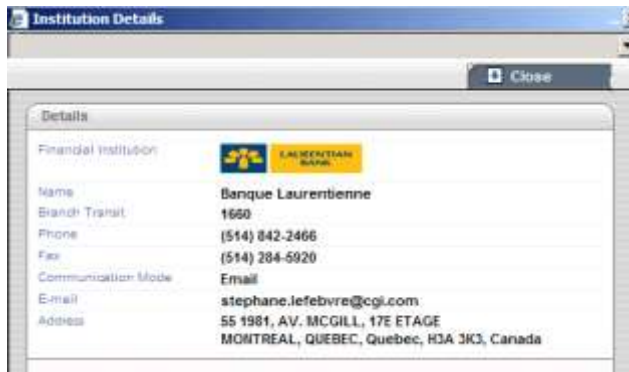 Institution Details
Close
Details
Financial Institution
LAURENTIAN
BANK
Name Banque Laurentienne
Branch Transit 1660
Phone (514) 842-2466
Fax (514) 284-5920
Communication Mode Email
E-mail stephane.lefebvre@cgi.com
Address 55 1981, AV. MCGILL, 17E ETAGE
MONTREAL, QUEBEC, Quebec, H3A 3K3, Canada